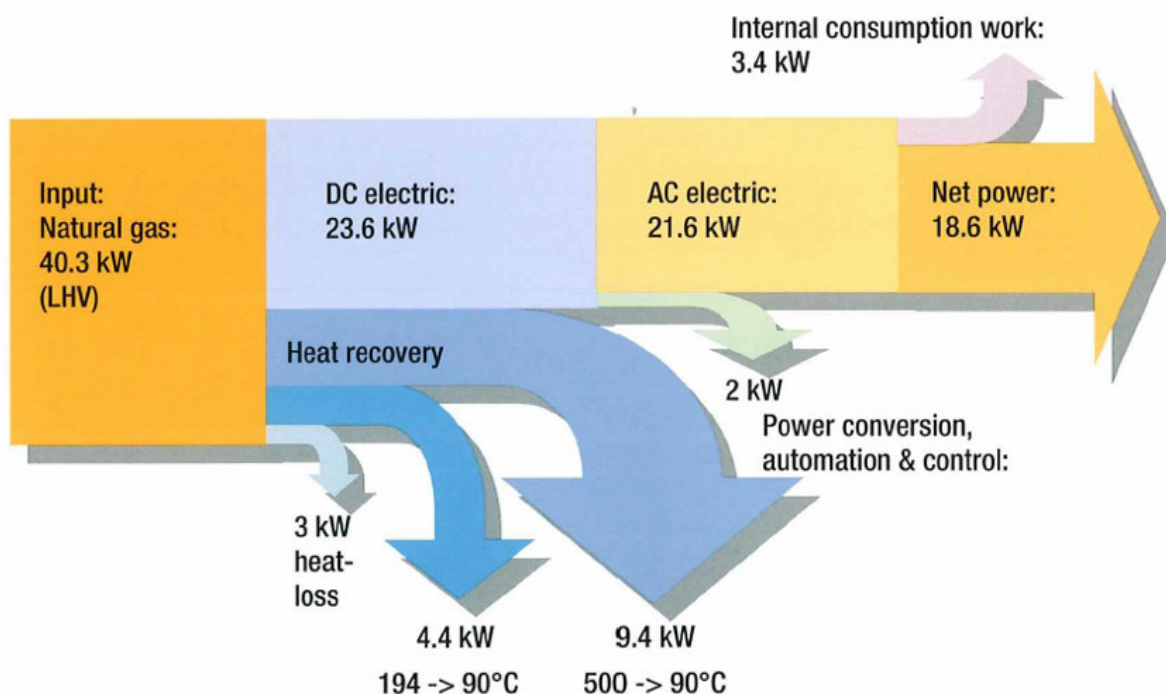 Internal consumption work:
3.4 kW
Input:
Natural gas:
40.3 kW
(LHV)
DC electric:
23.6 kW
AC electric:
21.6 kW
Net power:
18.6 kW
Heat recovery
2 kW
Power conversion,
automation & control:
3 kW
heat-
loss
4.4 kW
194 -> 90°C
9.4 kW
500 -> 90°C